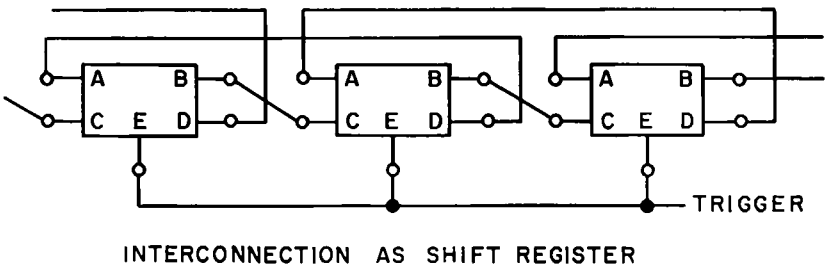 A B A B A B
C E D C E D C E D
TRIGGER
INTERCONNECTION AS SHIFT REGISTER